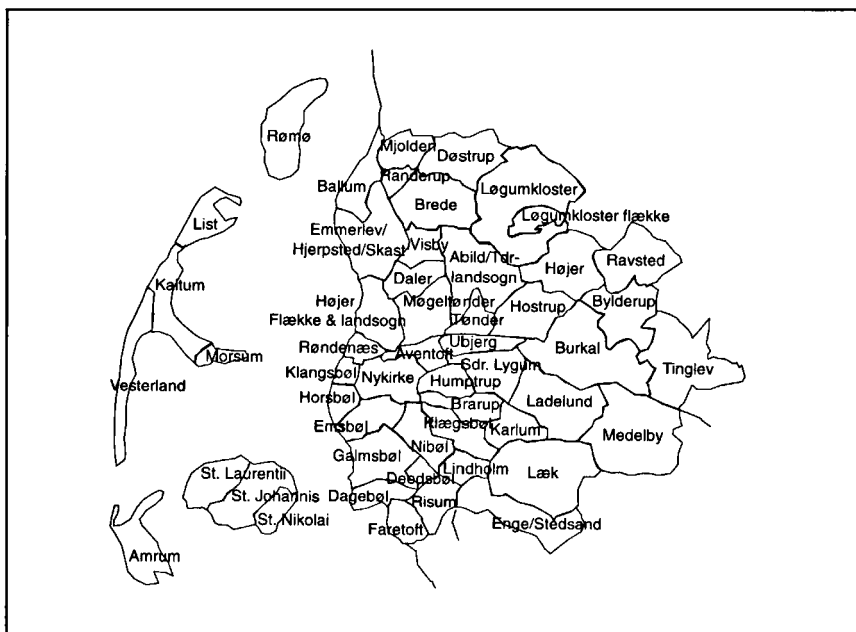 Rømø
Mjolden
Døstrup
Randerup
Ballum
Løgumkloster
Brede
Løgumkloster flække
List
Emmerlev/
Hjerpsted/Skast
Visby
Abild/Tdr-
landsogn
Højer
Ravsted
Daler
Kaitum
Højer
Flække & landsogn
Møgeltønder
Hostrup
Bylderup
Tønder
Ubjerg
Burkal
Røndenæs
Aventoft
Morsum
Sdr. Lygum
Tinglev
Klangsbøl
Nykirke
Humptrup
Vesterland
Horsbøl
Brarup
Ladelund
Emsbøl
Klægsbøl
Karlum
Medelby
Galmsbøl
Nibøl
St. Laurentii
Deedsbøl
Lindholm
Læk
St. Johannis
Dagebøl
Risum
St. Nikolai
Faretoft
Enge/Stedsand
Amrum